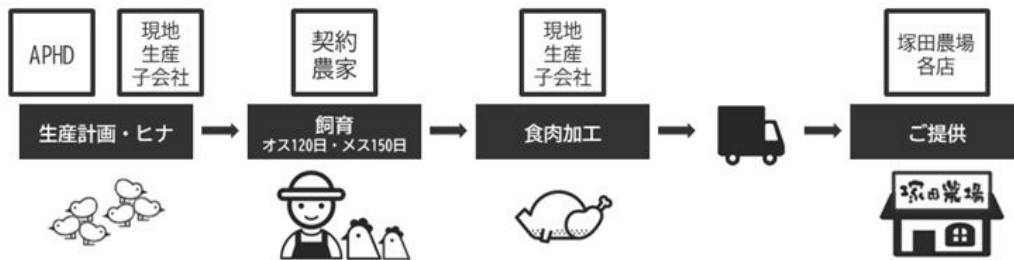 APHD
現地
生産
子会社
契約
農家
現地
生産
子会社
塚田農場
各店
生産計画・ヒナ
飼育
オス120日・メス150日
食肉加工
ご提供
塚田農場